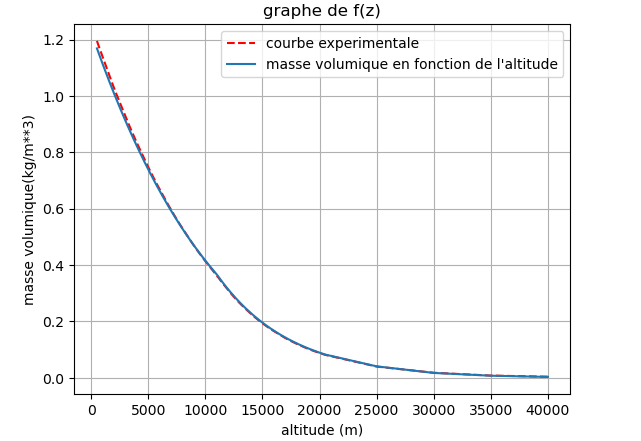 graphe de f(z)
courbe experimentale
masse volumique en fonction de l'altitude
masse volumique(kg/m**3)
1.2
1.0
0.8
0.6
0.4
0.2
0.0
0 5000 10000 15000 20000 25000 30000 35000 40000
altitude (m)